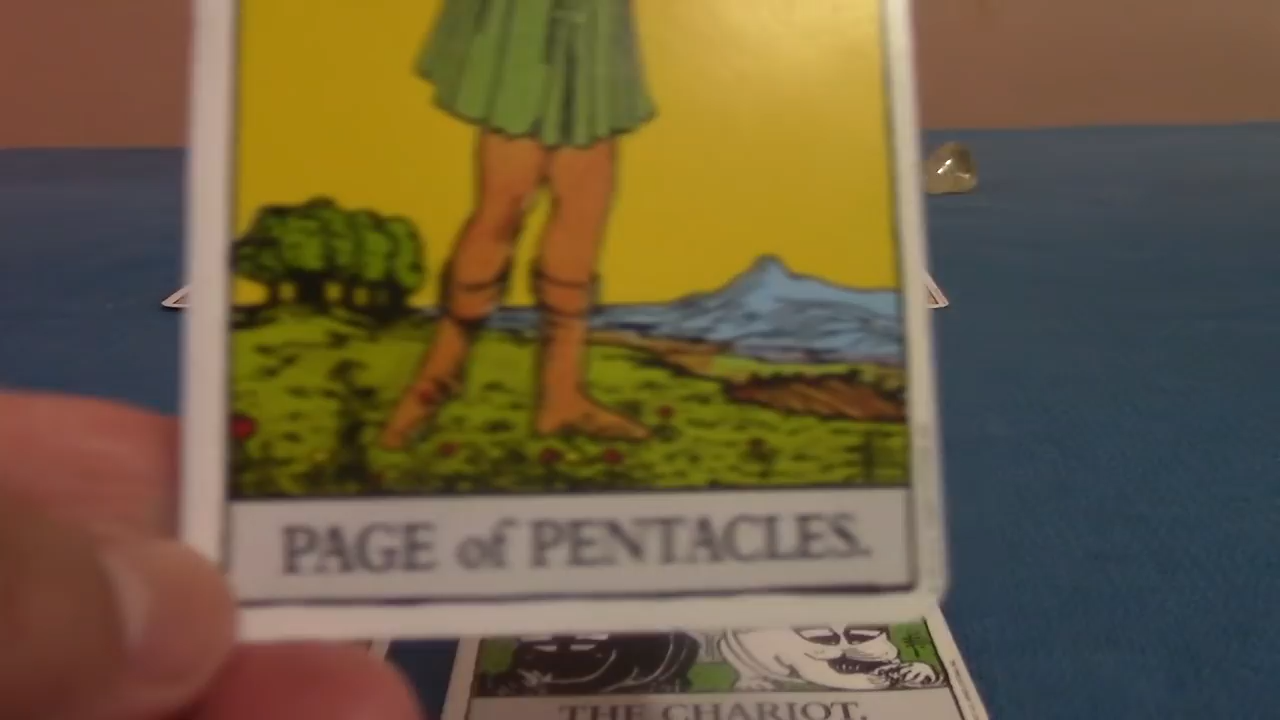 PAGE of PENTACLES.
THE CHARIOT.